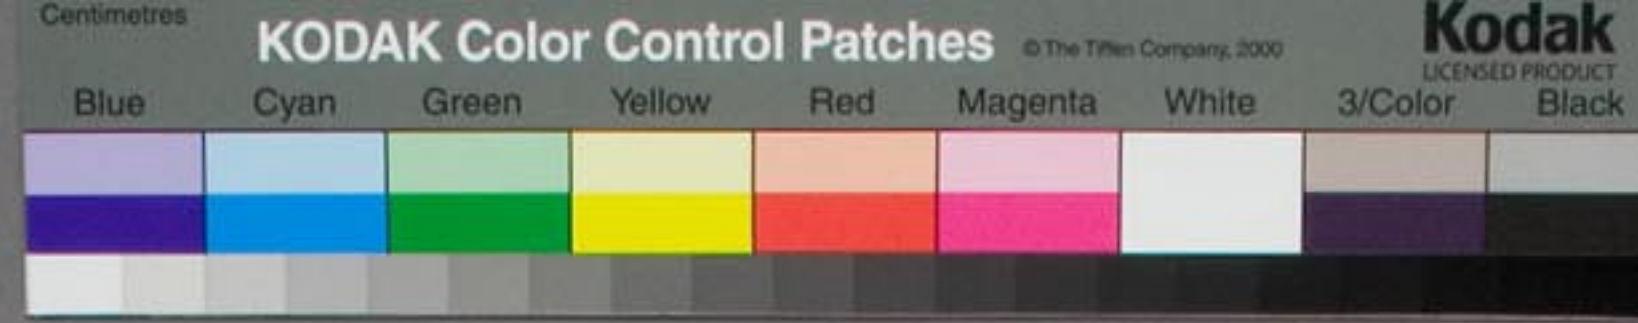 Centimetres
KODAK Color Control Patches
© The Tiffen Company, 2000
Kodak
LICENSED PRODUCT
Blue Cyan Green Yellow Red Magenta White 3/Color Black